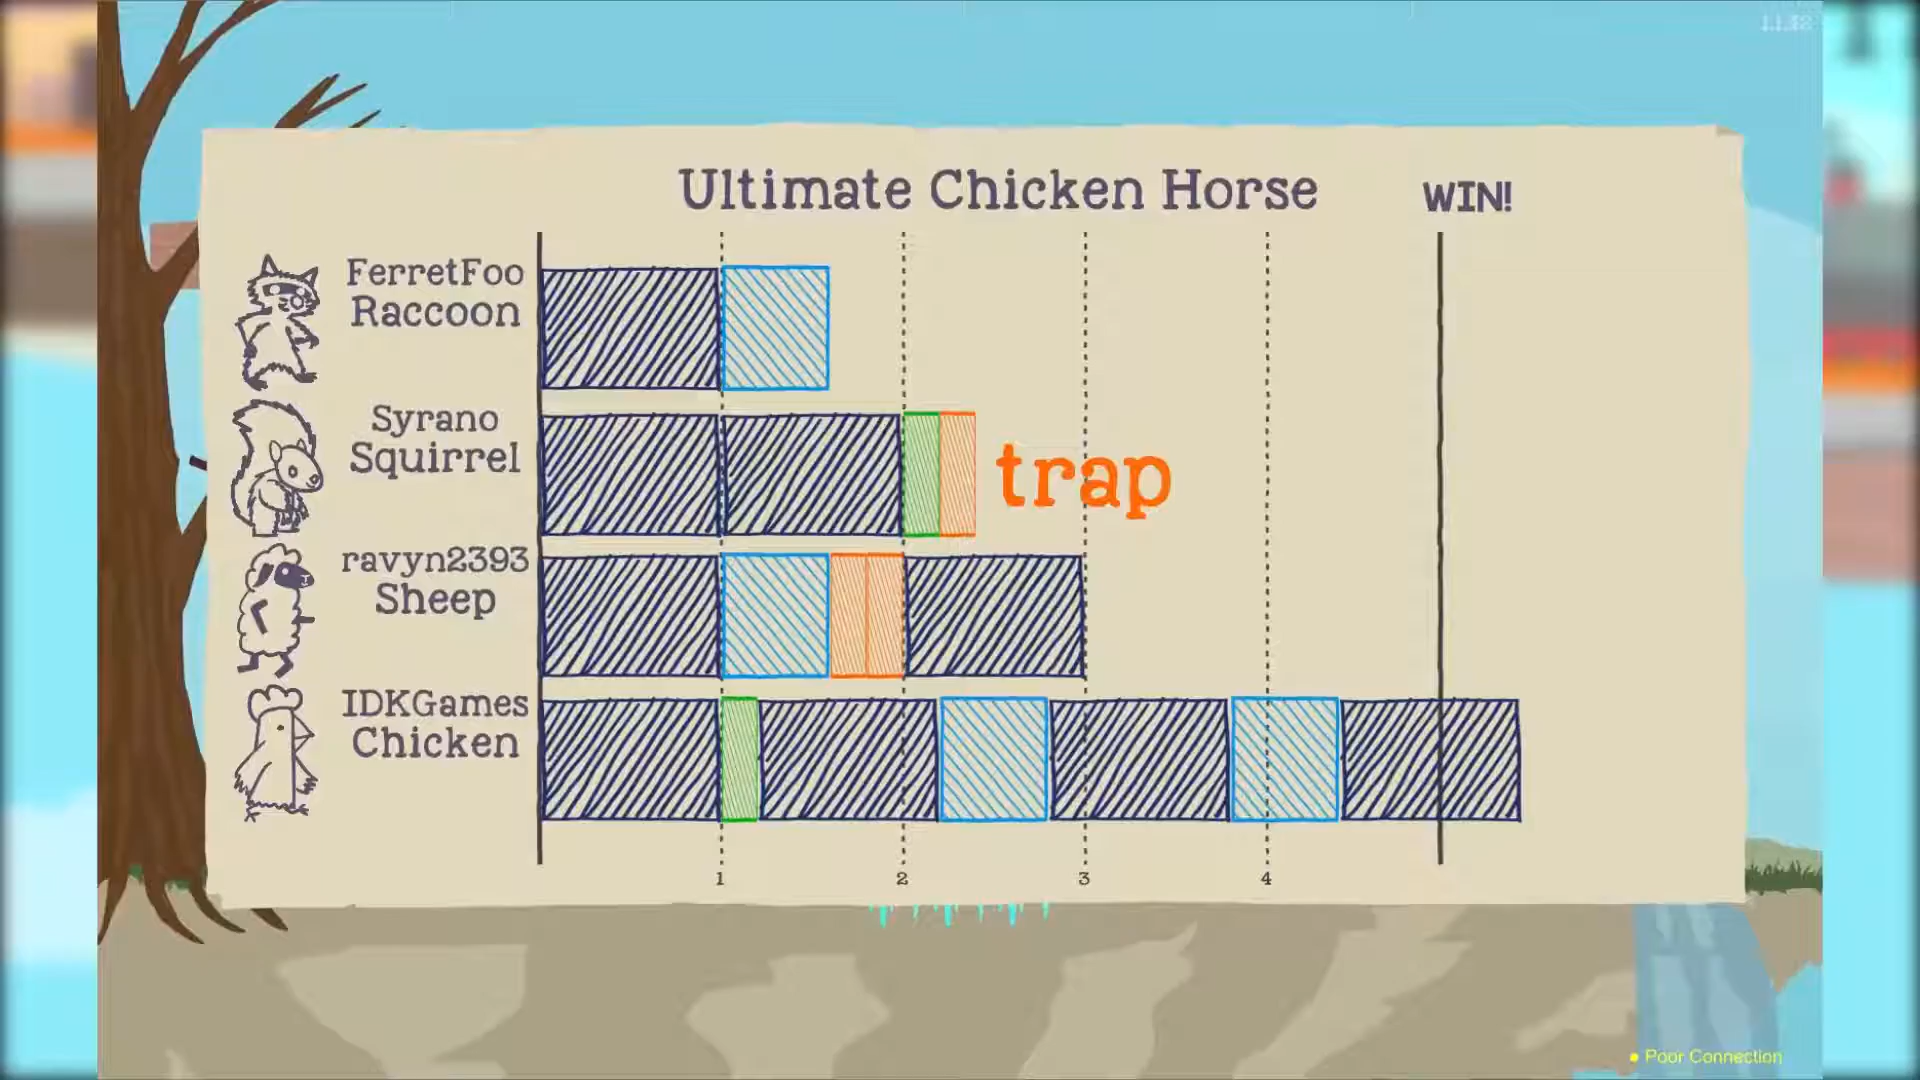 Ultimate Chicken Horse
WIN!
FerretFoo
Raccoon
Syrano
Squirrel
trap
ravyn2393
Sheep
IDKGames
Chicken
1
2
3
4
Poor Connection